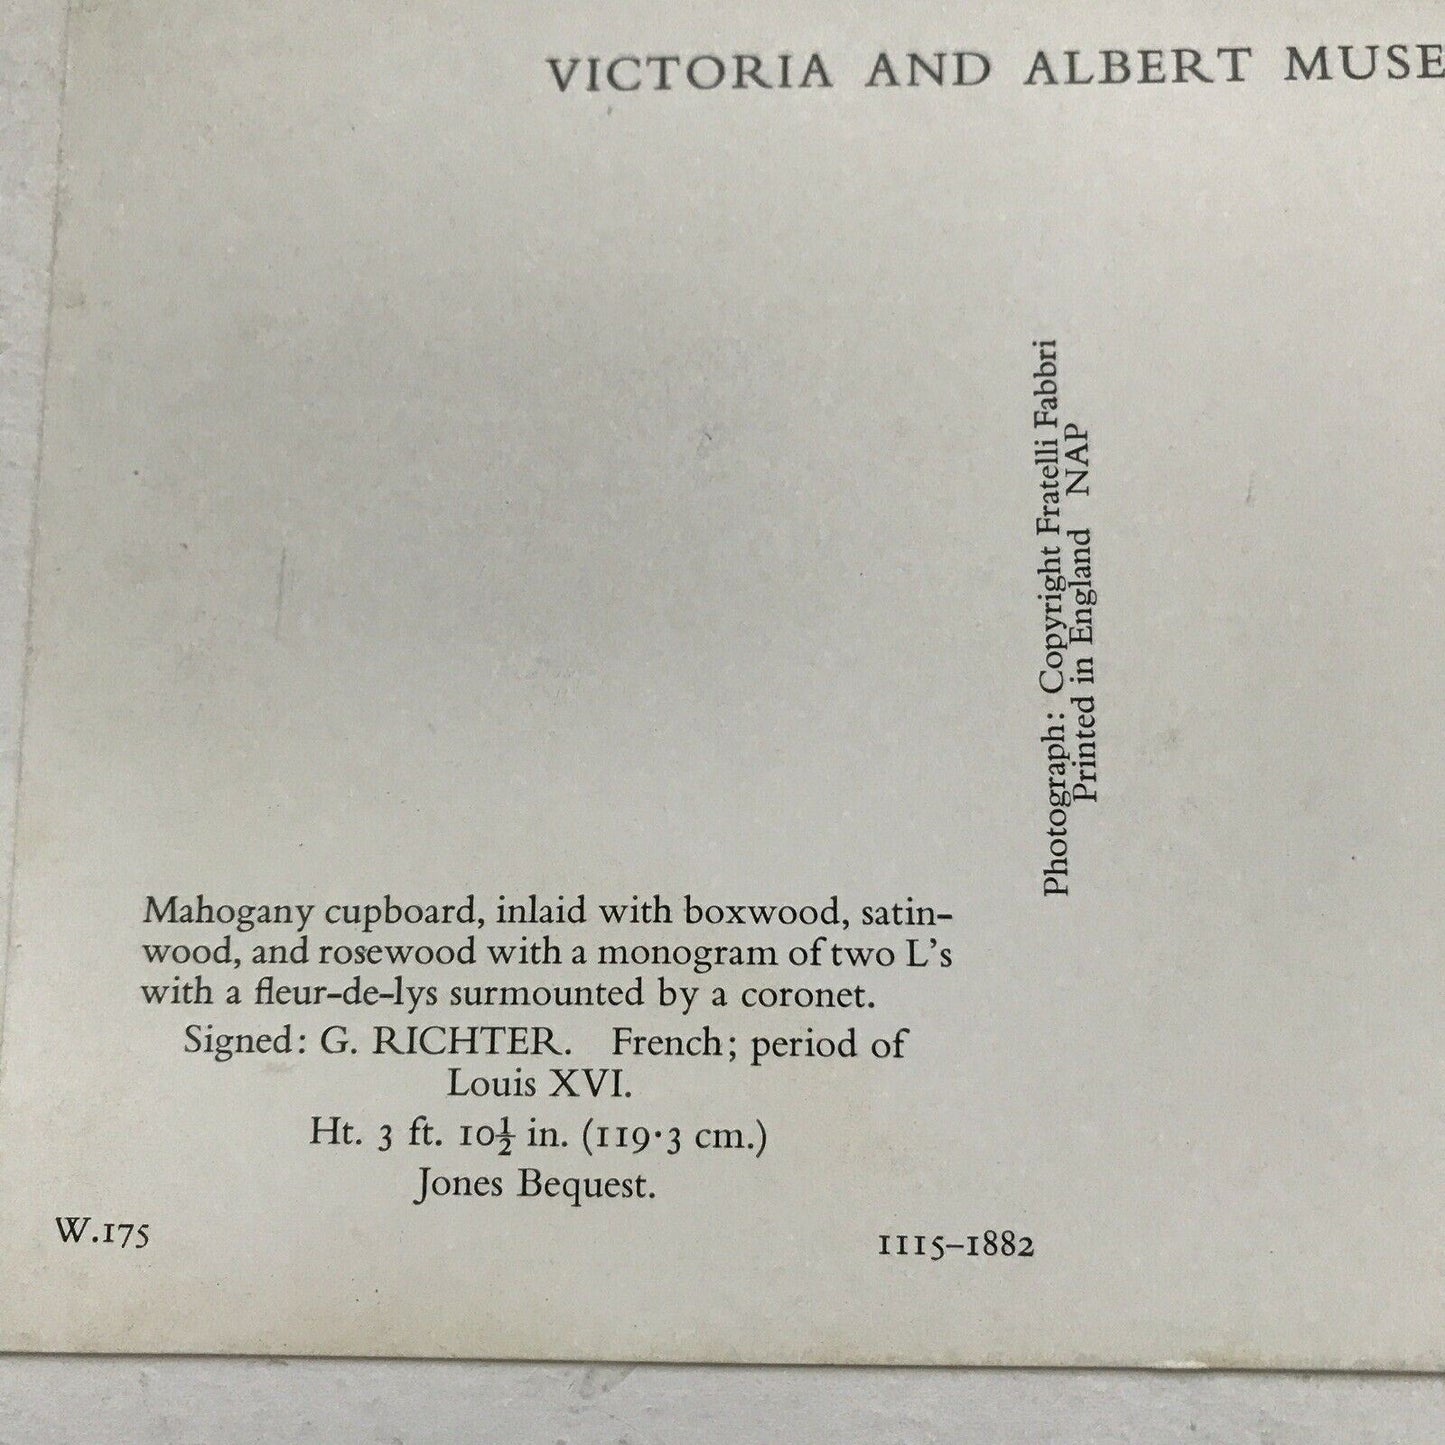 VICTORIA AND ALBERT MUSE
Photograph: Copyright Fratelli Fabbri
Printed in England NAP
Mahogany cupboard, inlaid with boxwood, satin-
wood, and rosewood with a monogram of two L's
with a fleur-de-lys surmounted by a coronet.
Signed: G. RICHTER. French; period of
Louis XVI.
Ht. 3 ft. 10½ in. (119·3 cm.)
Jones Bequest.
W.175
1115–1882